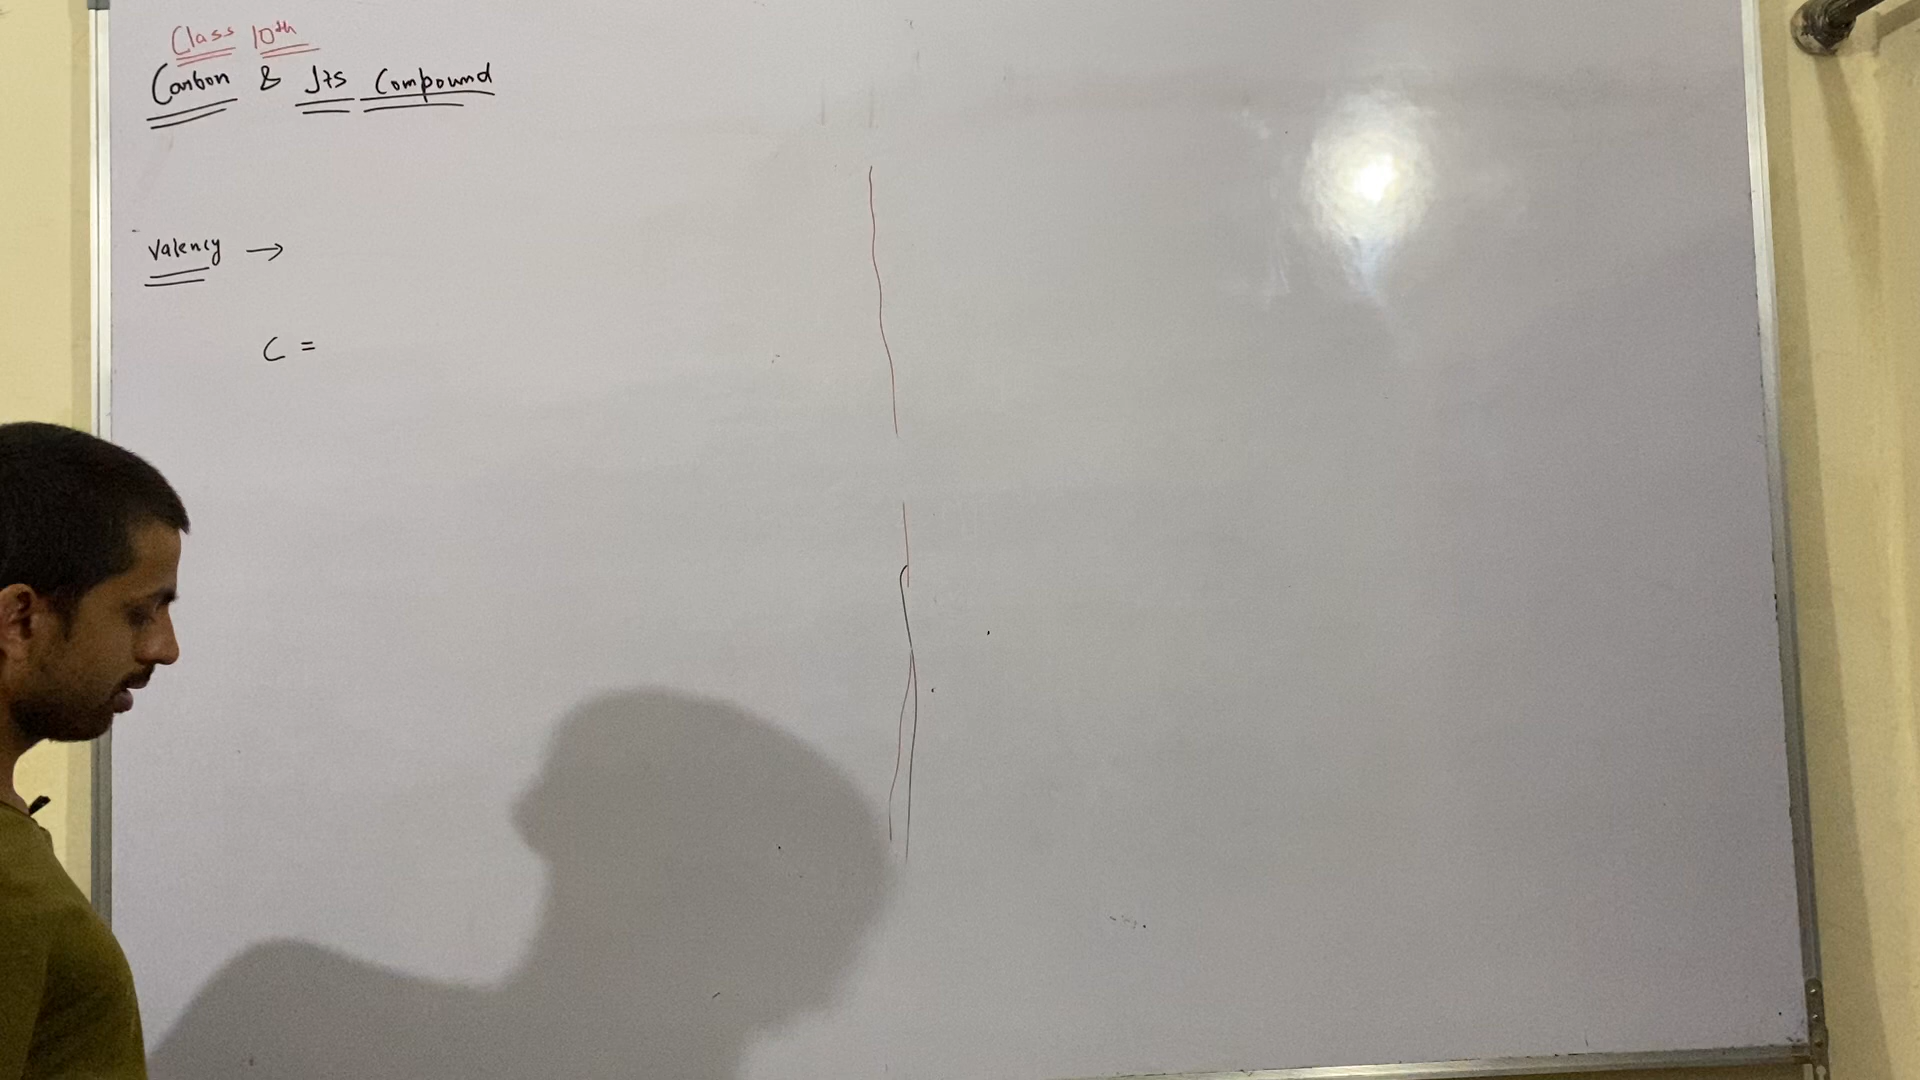 Class 10th
Carbon & Its Compound
Valency →
C =